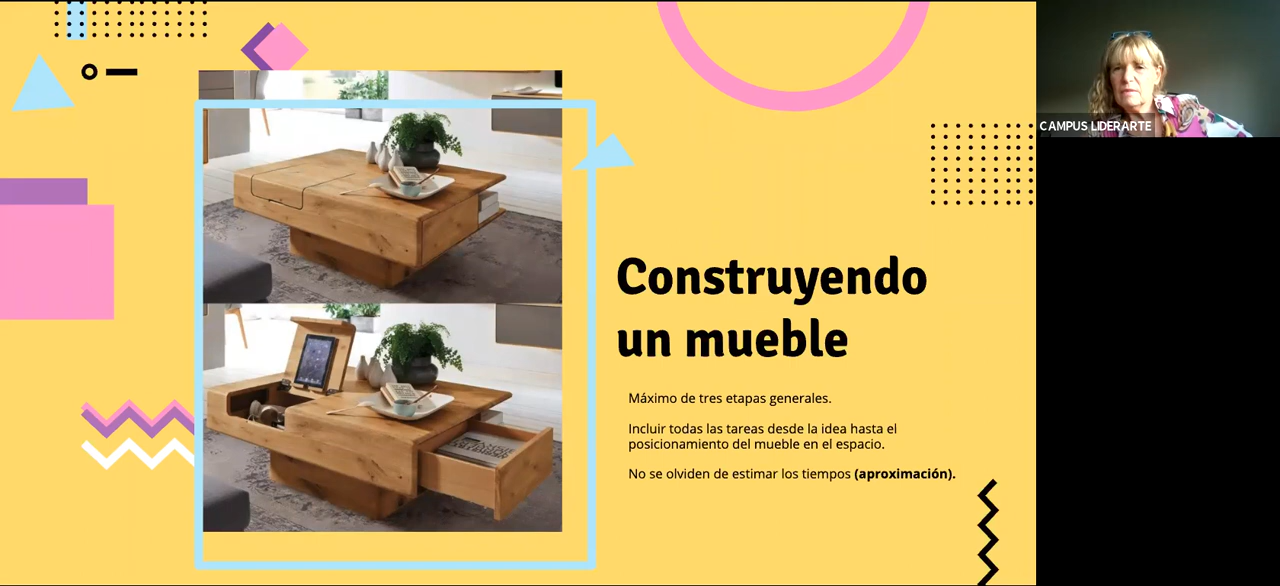 CAMPUS LIDERARTE
Construyendo
un mueble
Máximo de tres etapas generales.
Incluir todas las tareas desde la idea hasta el
posicionamiento del mueble en el espacio.
No se olviden de estimar los tiempos (aproximación).